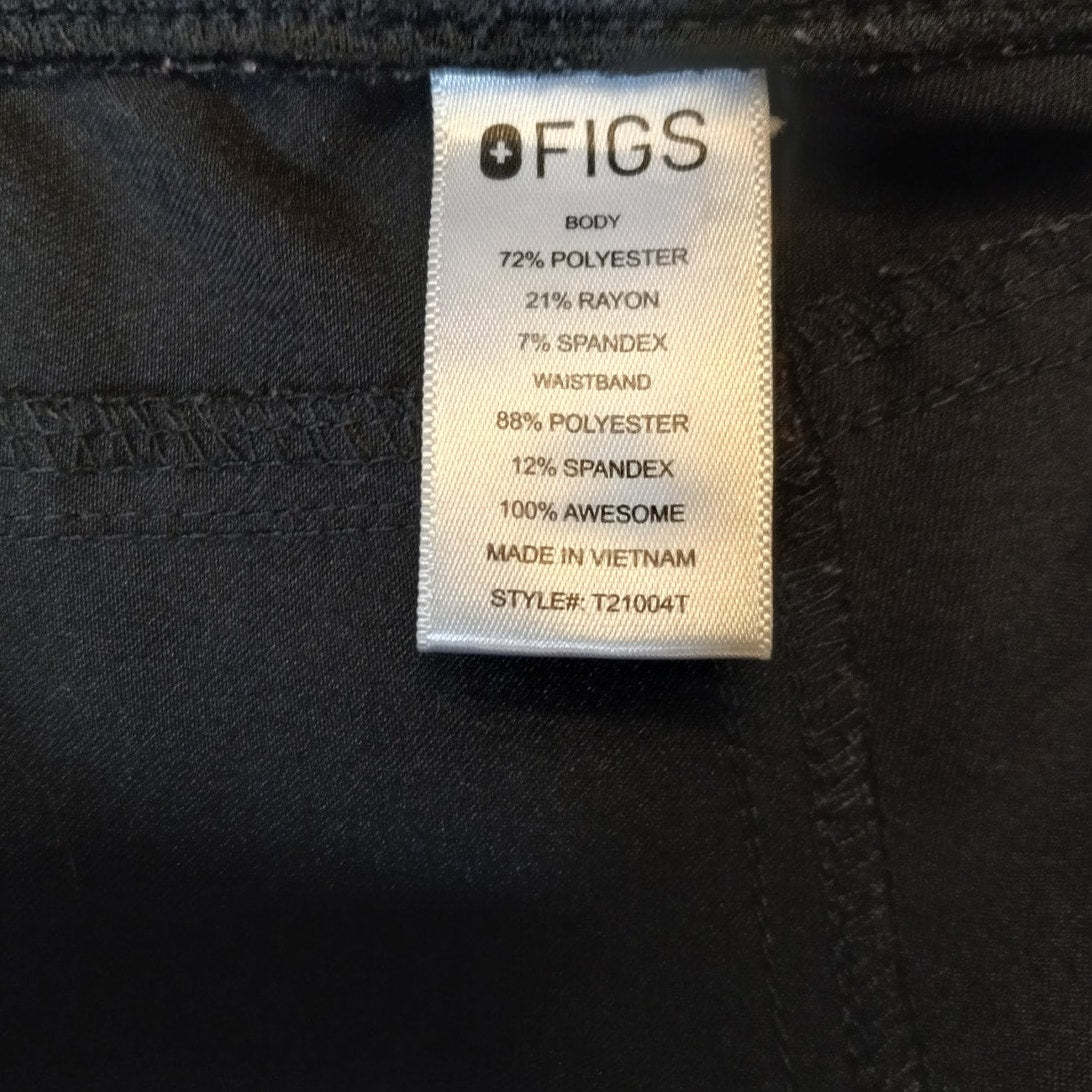 FIGS
BODY
72% POLYESTER
21% RAYON
7% SPANDEX
WAISTBAND
88% POLYESTER
12% SPANDEX
100% AWESOME
MADE IN VIETNAM
STYLE#: T21004T